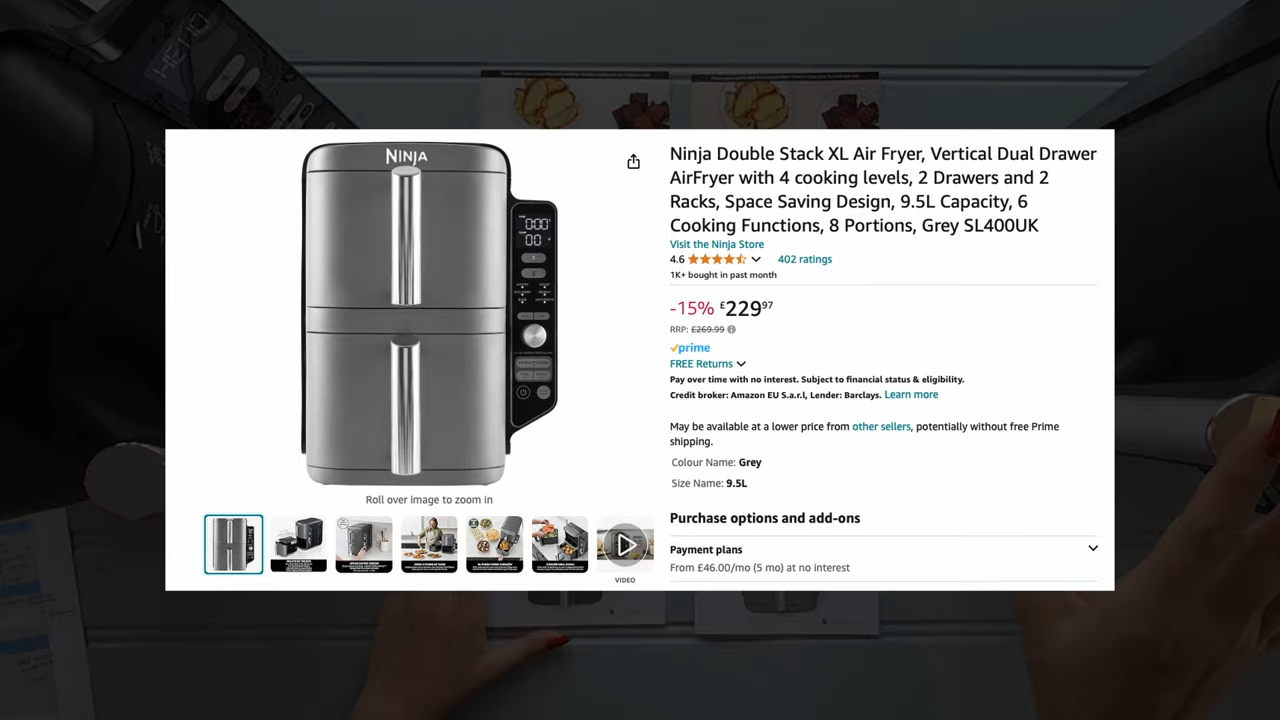 NINJA
Ninja Double Stack XL Air Fryer, Vertical Dual Drawer
AirFryer with 4 cooking levels, 2 Drawers and 2
Racks, Space Saving Design, 9.5L Capacity, 6
Cooking Functions, 8 Portions, Grey SL400UK
Visit the Ninja Store
4.6 402 ratings
1K+ bought in past month
-15% £229⁹⁷
RRP: £269.99
prime
FREE Returns
Pay over time with no interest. Subject to financial status & eligibility.
Credit broker: Amazon EU S.a.r.l, Lender: Barclays. Learn more
May be available at a lower price from other sellers, potentially without free Prime
shipping.
Colour Name: Grey
Size Name: 9.5L
Roll over image to zoom in
Purchase options and add-ons
Payment plans
From £46.00/mo (5 mo) at no interest
VIDEO